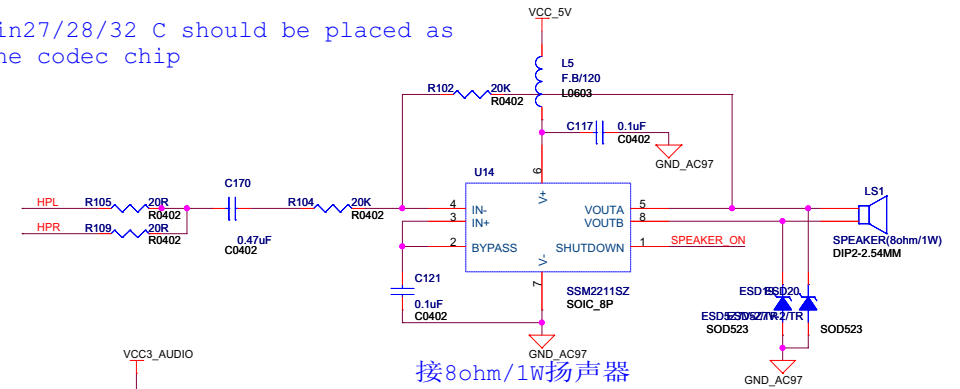 VCC_5V
in27/28/32 C should be placed as
he codec chip
L5
F.B/120
L0603
R102
20K
R0402
C117
0.1uF
C0402
GND_AC97
U14
6
V+
C170
0.47uF
C0402
HPL
R105
20R
R0402
HPR
R109
20R
R0402
R104
20K
R0402
4
IN-
3
IN+
2
BYPASS
VOUTA
5
VOUTB
8
SHUTDOWN
1
SPEAKER_ON
LS1
SPEAKER(8ohm/1W)
DIP2-2.54MM
V-
7
C121
0.1uF
C0402
SSM2211SZ
SOIC_8P
ESD20
SOD523
SOD523
GND_AC97
GND_AC97
VCC3_AUDIO
接8ohm/1W扬声器